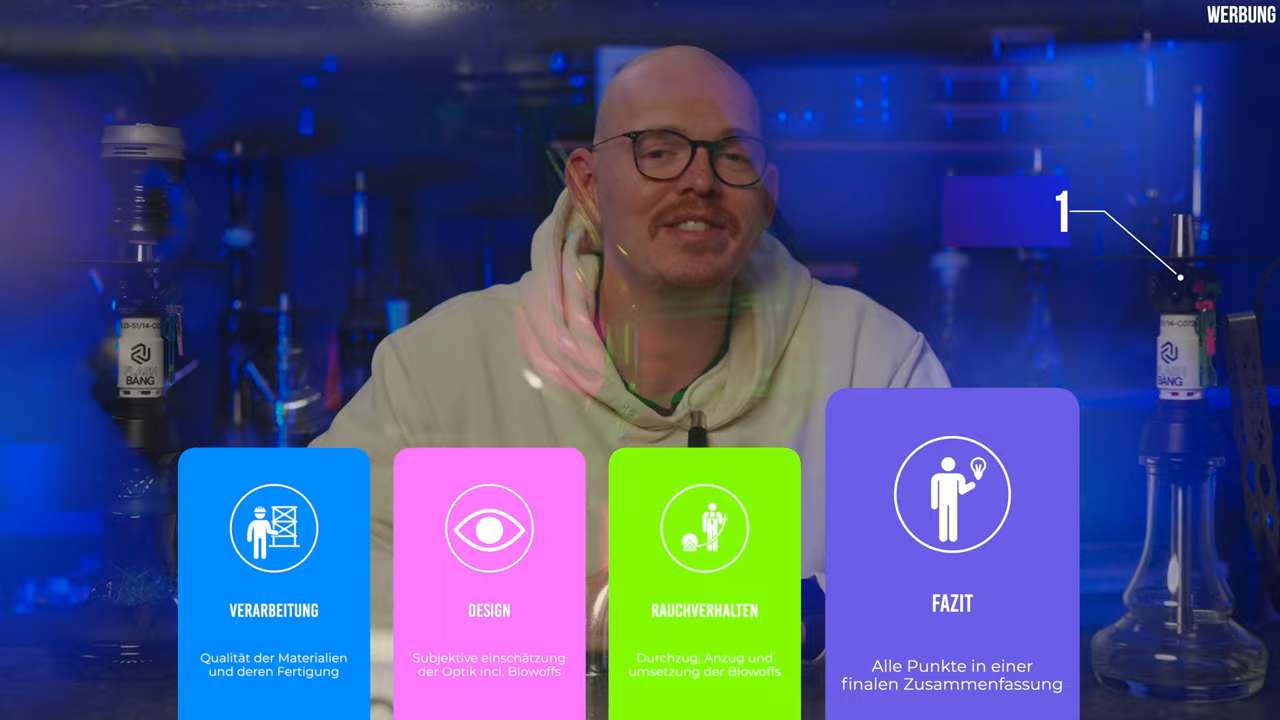 WERBUNG
1
FLASH
BANG
BANG
VERARBEITUNG
Qualität der Materialien
und deren Fertigung
DESIGN
Subjektive einschätzung
der Optik incl. Blowoffs
RAUCHVERHALTEN
Durchzug, Anzug und
umsetzung der Blowoffs
FAZIT
Alle Punkte in einer
finalen Zusammenfassung